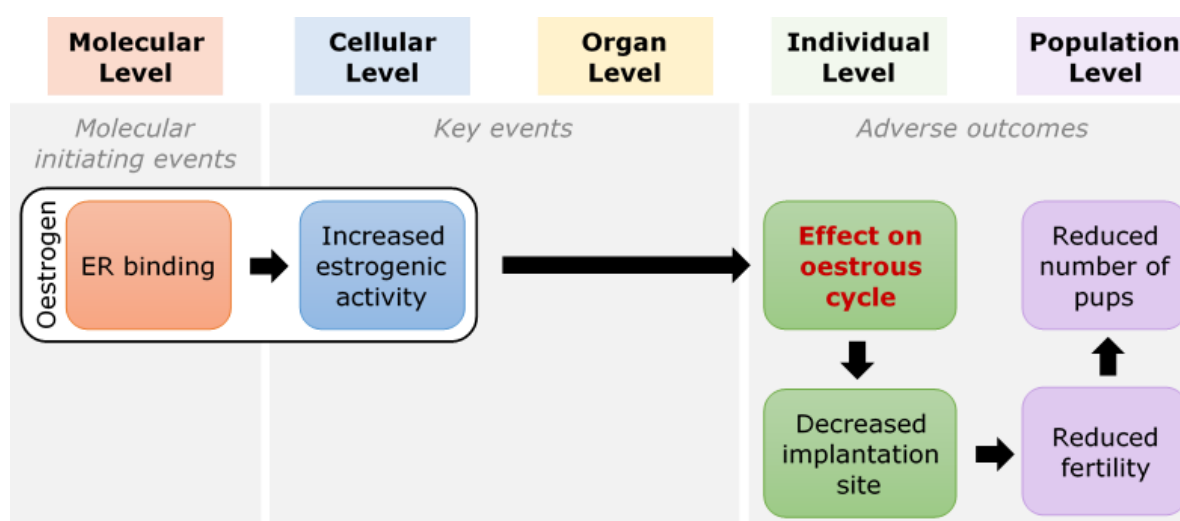 Molecular
Level
Cellular
Level
Organ
Level
Individual
Level
Population
Level
Molecular
initiating events
Key events
Adverse outcomes
Oestrogen
ER binding
Increased
estrogenic
activity
Effect on
oestrous
cycle
Reduced
number of
pups
Decreased
implantation
site
Reduced
fertility